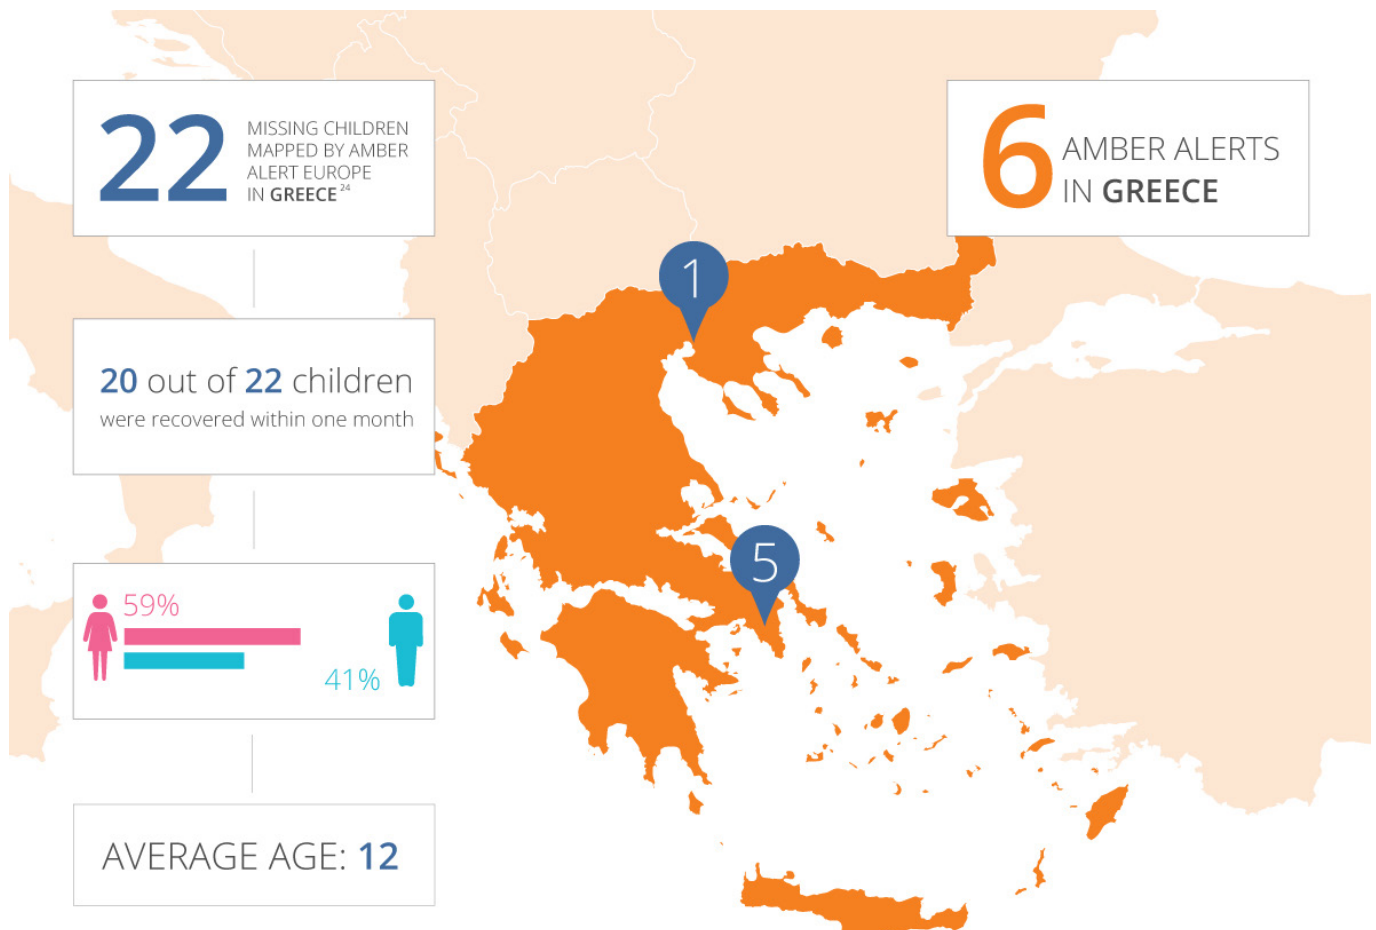 22
MISSING CHILDREN
MAPPED BY AMBER
ALERT EUROPE
IN GREECE 24
20 out of 22 children
were recovered within one month
59%
41%
AVERAGE AGE: 12
6
AMBER ALERTS
IN GREECE
1
5